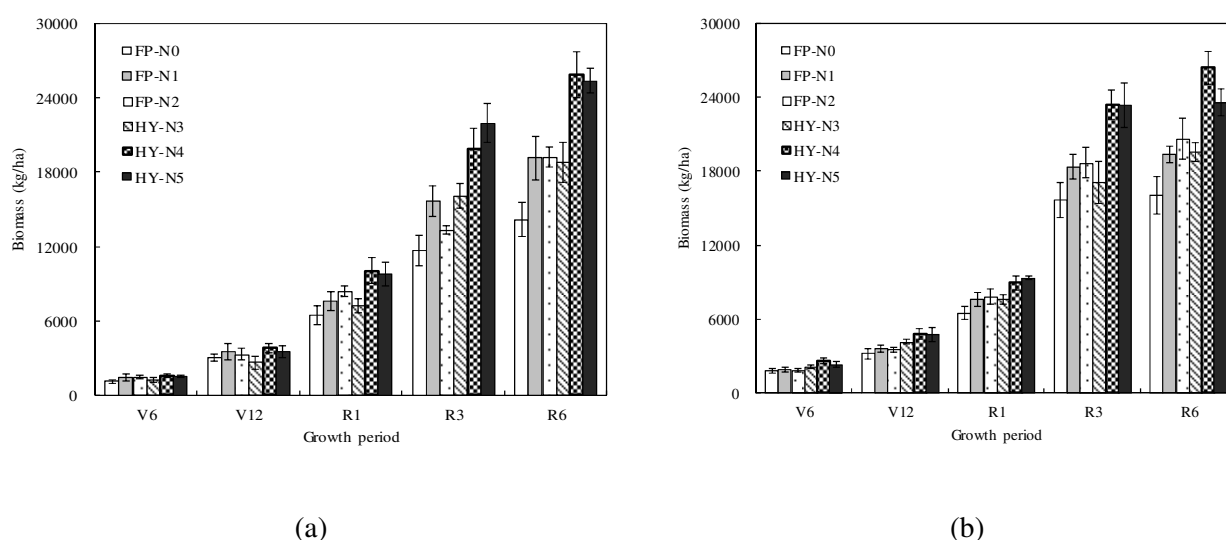 30000
24000
18000
12000
6000
0
Biomass (kg/ha)
FP-N0
FP-N1
FP-N2
HY-N3
HY-N4
HY-N5
V6 V12 R1 R3 R6
Growth period
(a)
30000
24000
18000
12000
6000
0
Biomass (kg/ha)
FP-N0
FP-N1
FP-N2
HY-N3
HY-N4
HY-N5
V6 V12 R1 R3 R6
Growth period
(b)